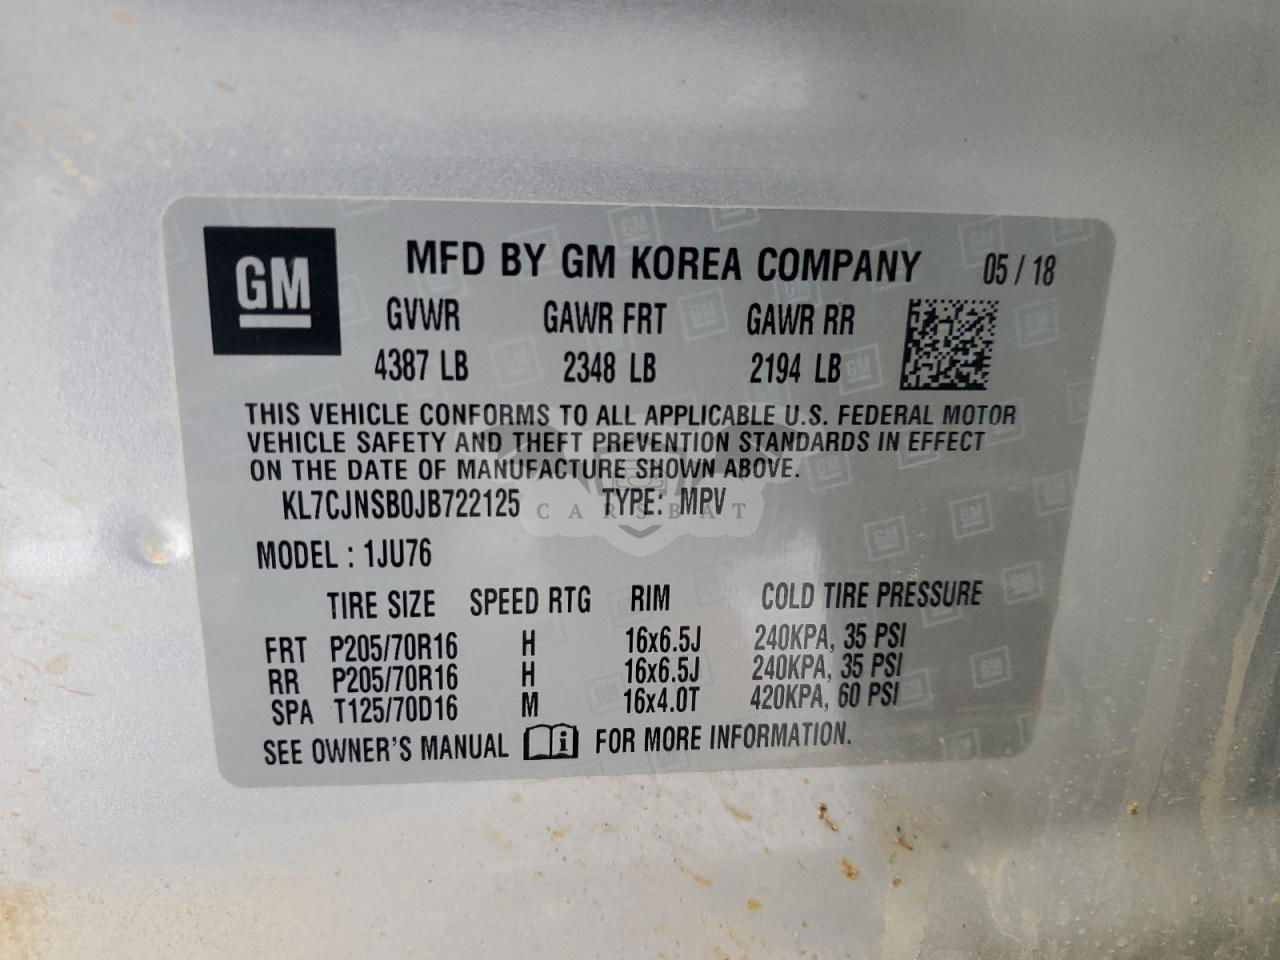 GM
MFD BY GM KOREA COMPANY 05 / 18
GVWR GAWR FRT GAWR RR
4387 LB 2348 LB 2194 LB
THIS VEHICLE CONFORMS TO ALL APPLICABLE U.S. FEDERAL MOTOR
VEHICLE SAFETY AND THEFT PREVENTION STANDARDS IN EFFECT
ON THE DATE OF MANUFACTURE SHOWN ABOVE.
KL7CJNSB0JB722125 TYPE: MPV
CARSBAT
MODEL : 1JU76
TIRE SIZE SPEED RTG RIM COLD TIRE PRESSURE
FRT P205/70R16 H 16x6.5J 240KPA, 35 PSI
RR P205/70R16 H 16x6.5J 240KPA, 35 PSI
SPA T125/70D16 M 16x4.0T 420KPA, 60 PSI
SEE OWNER'S MANUAL i FOR MORE INFORMATION.